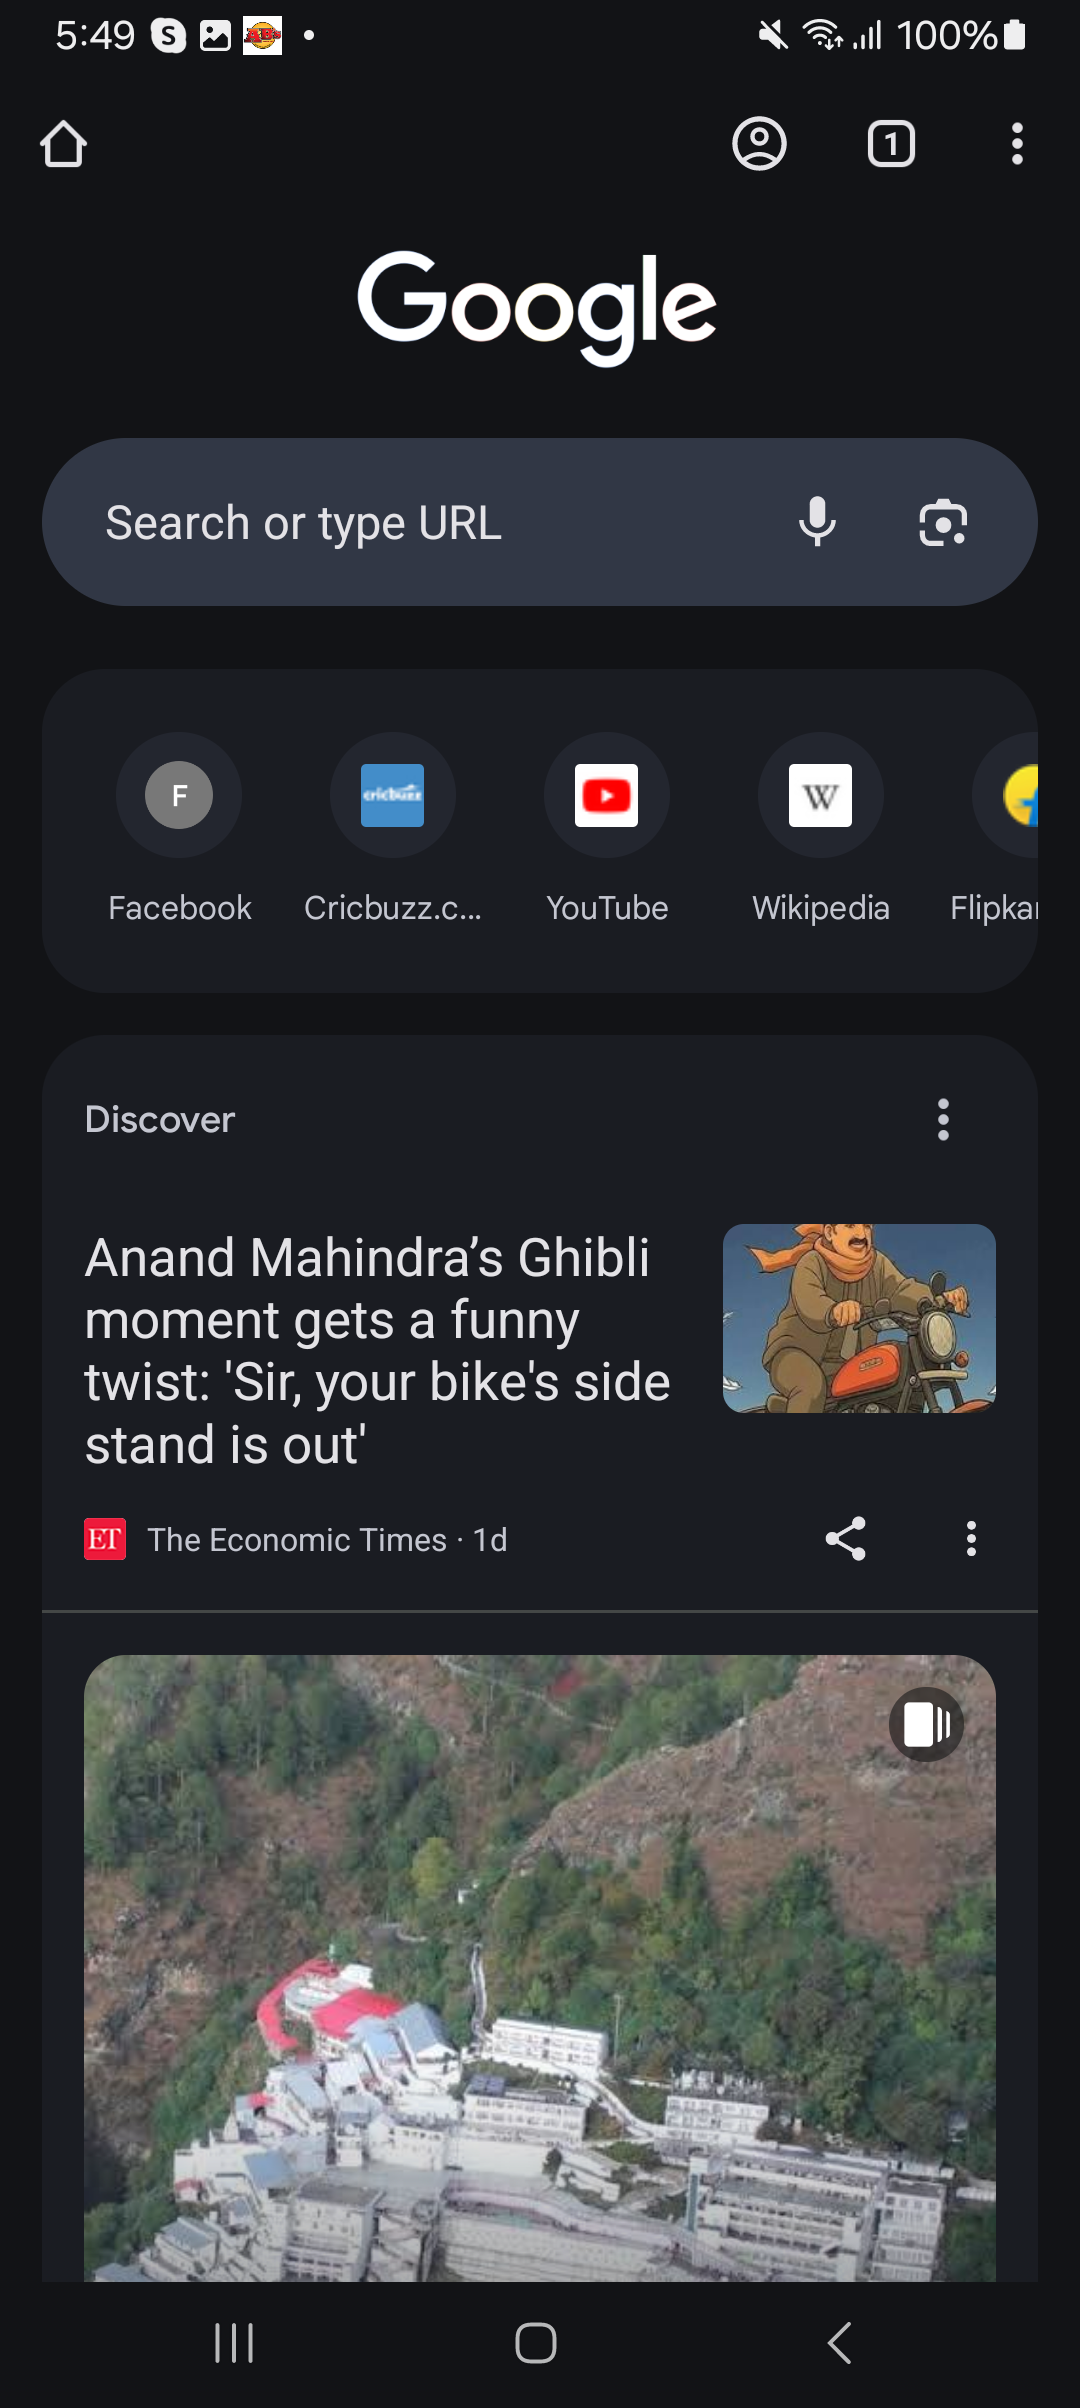 5:49
S
AB's
100%
1
Google
Search or type URL
F
cricbuzz
W
Facebook
Cricbuzz.c...
YouTube
Wikipedia
Flipkar
Discover
Anand Mahindra’s Ghibli
moment gets a funny
twist: 'Sir, your bike's side
stand is out'
ET
The Economic Times · 1d